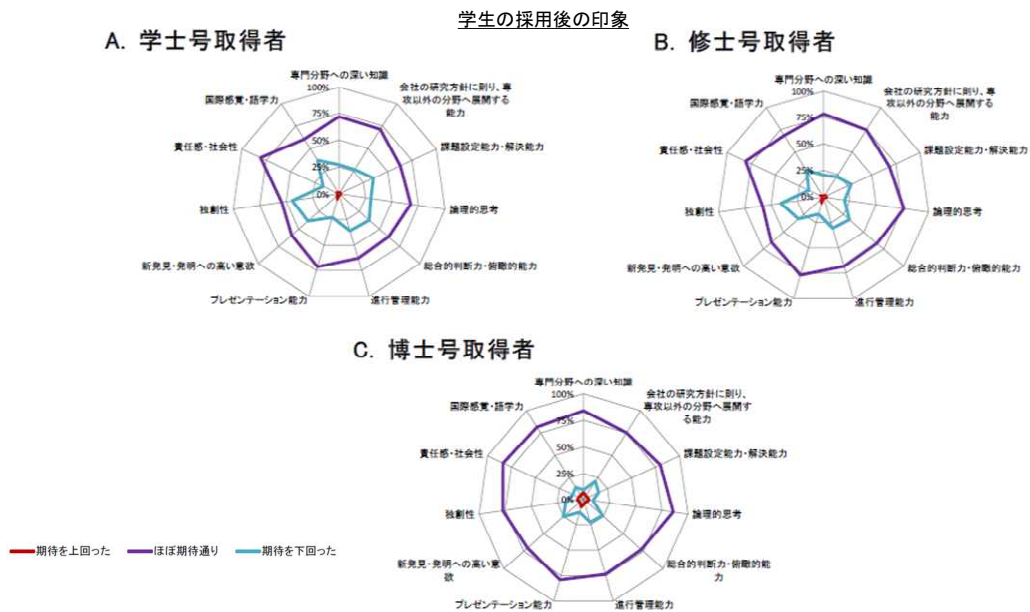 学生の採用後の印象
A. 学士号取得者
専門分野への深い知識
会社の研究方針に則り、専
攻以外の分野へ展開する
能力
課題設定能力・解決能力
論理的思考
総合的判断力・俯瞰的能力
進行管理能力
プレゼンテーション能力
新発見・発明への高い意欲
独創性
責任感・社会性
国際感覚・語学力
100%
75%
50%
25%
0%
B. 修士号取得者
専門分野への深い知識
会社の研究方針に則り、専
攻以外の分野へ展開する
能力
課題設定能力・解決能力
論理的思考
総合的判断力・俯瞰的能力
進行管理能力
プレゼンテーション能力
新発見・発明への高い意欲
独創性
責任感・社会性
国際感覚・語学力
100%
75%
50%
25%
0%
C. 博士号取得者
専門分野への深い知識
会社の研究方針に則り、
専攻以外の分野へ展開す
る能力
課題設定能力・解決能力
論理的思考
総合的判断力・俯瞰的能
力
進行管理能力
プレゼンテーション能力
新発見・発明への高い意
欲
独創性
責任感・社会性
国際感覚・語学力
100%
75%
50%
25%
0%
期待を上回った ほぼ期待通り 期待を下回った